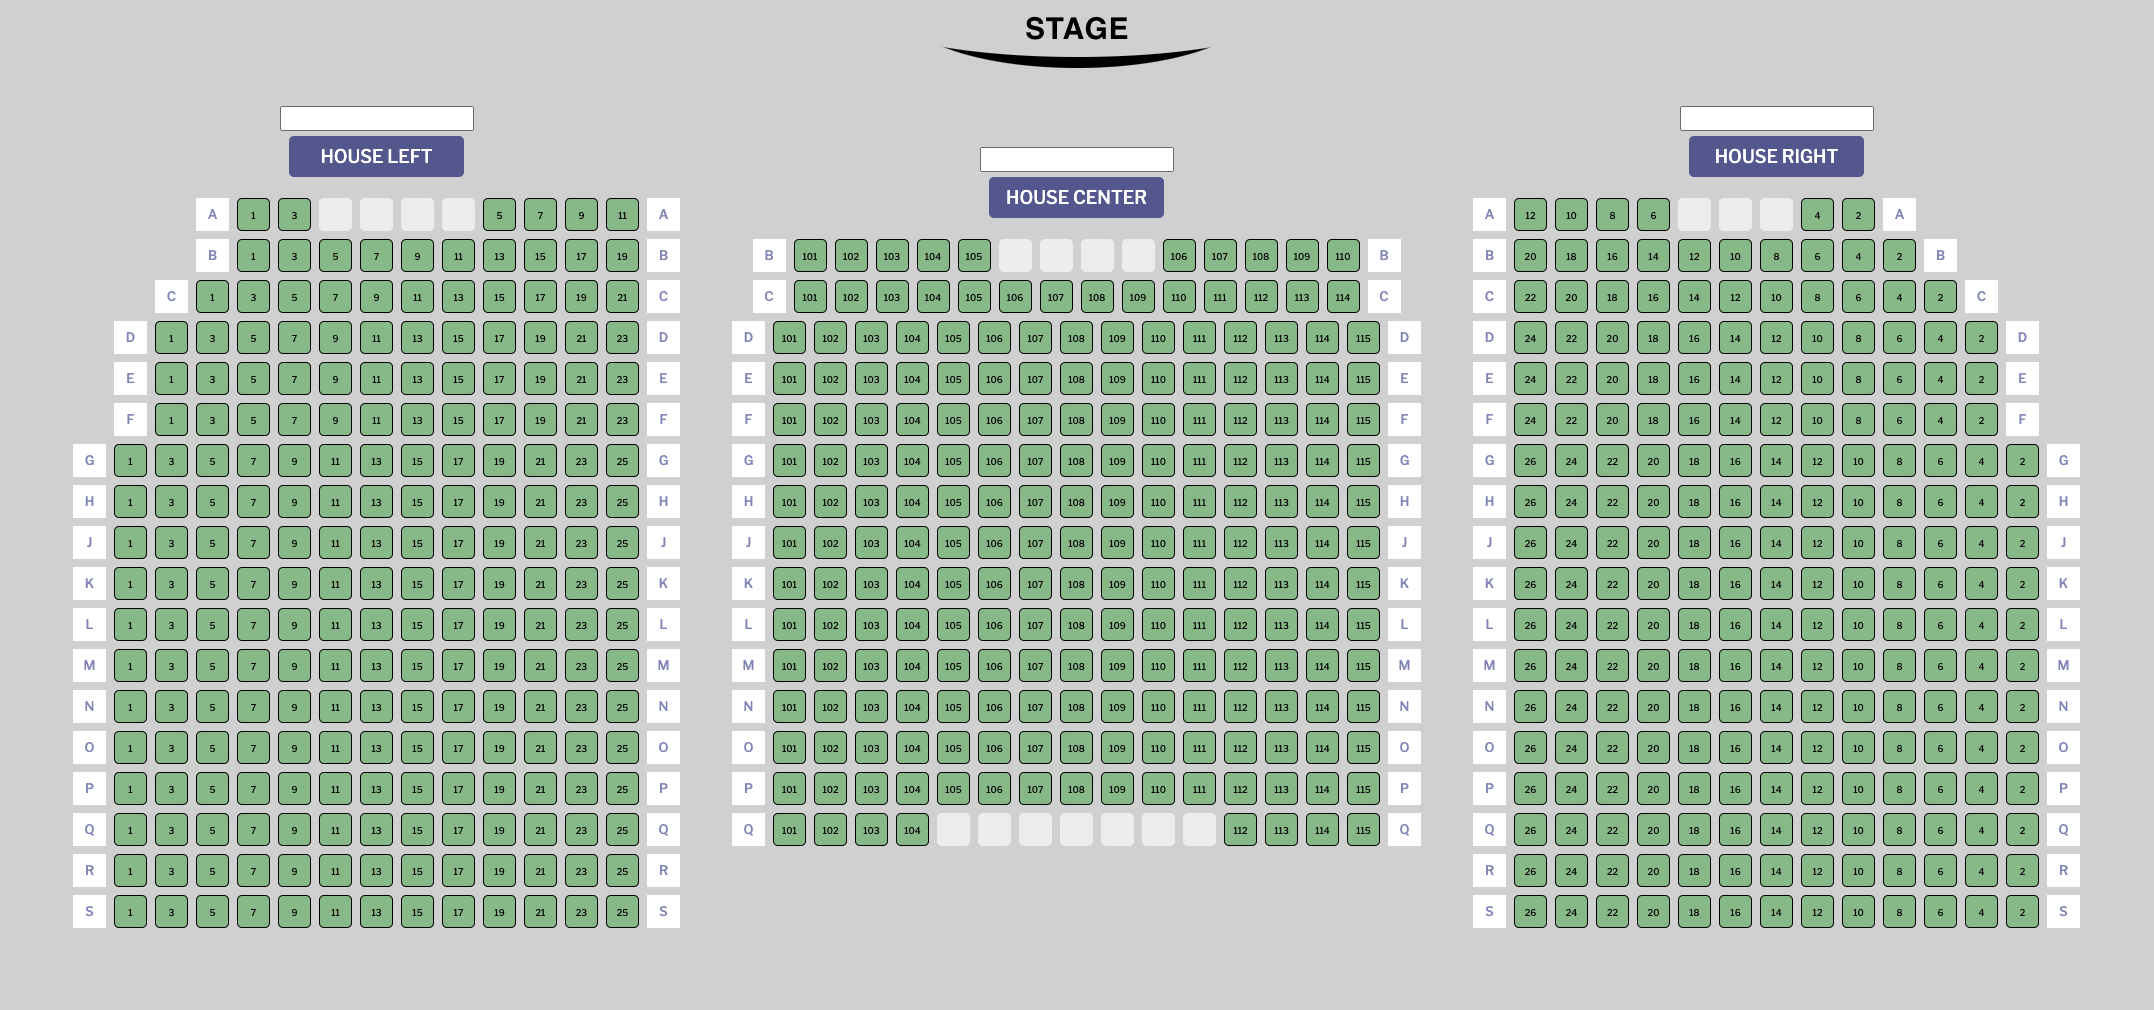 STAGE
HOUSE LEFT
HOUSE RIGHT
HOUSE CENTER
A 1 3 5 7 9 11 A
A 12 10 8 6 4 2 A
B 1 3 5 7 9 11 13 15 17 19 B
B 101 102 103 104 105 106 107 108 109 110 B
B 20 18 16 14 12 10 8 6 4 2 B
C 1 3 5 7 9 11 13 15 17 19 21 C
C 101 102 103 104 105 106 107 108 109 110 111 112 113 114 C
C 22 20 18 16 14 12 10 8 6 4 2 C
D 1 3 5 7 9 11 13 15 17 19 21 23 D
D 101 102 103 104 105 106 107 108 109 110 111 112 113 114 115 D
D 24 22 20 18 16 14 12 10 8 6 4 2 D
E 1 3 5 7 9 11 13 15 17 19 21 23 E
E 101 102 103 104 105 106 107 108 109 110 111 112 113 114 115 E
E 24 22 20 18 16 14 12 10 8 6 4 2 E
F 1 3 5 7 9 11 13 15 17 19 21 23 F
F 101 102 103 104 105 106 107 108 109 110 111 112 113 114 115 F
F 24 22 20 18 16 14 12 10 8 6 4 2 F
G 1 3 5 7 9 11 13 15 17 19 21 23 25 G
G 101 102 103 104 105 106 107 108 109 110 111 112 113 114 115 G
G 26 24 22 20 18 16 14 12 10 8 6 4 2 G
H 1 3 5 7 9 11 13 15 17 19 21 23 25 H
H 101 102 103 104 105 106 107 108 109 110 111 112 113 114 115 H
H 26 24 22 20 18 16 14 12 10 8 6 4 2 H
J 1 3 5 7 9 11 13 15 17 19 21 23 25 J
J 101 102 103 104 105 106 107 108 109 110 111 112 113 114 115 J
J 26 24 22 20 18 16 14 12 10 8 6 4 2 J
K 1 3 5 7 9 11 13 15 17 19 21 23 25 K
K 101 102 103 104 105 106 107 108 109 110 111 112 113 114 115 K
K 26 24 22 20 18 16 14 12 10 8 6 4 2 K
L 1 3 5 7 9 11 13 15 17 19 21 23 25 L
L 101 102 103 104 105 106 107 108 109 110 111 112 113 114 115 L
L 26 24 22 20 18 16 14 12 10 8 6 4 2 L
M 1 3 5 7 9 11 13 15 17 19 21 23 25 M
M 101 102 103 104 105 106 107 108 109 110 111 112 113 114 115 M
M 26 24 22 20 18 16 14 12 10 8 6 4 2 M
N 1 3 5 7 9 11 13 15 17 19 21 23 25 N
N 101 102 103 104 105 106 107 108 109 110 111 112 113 114 115 N
N 26 24 22 20 18 16 14 12 10 8 6 4 2 N
O 1 3 5 7 9 11 13 15 17 19 21 23 25 O
O 101 102 103 104 105 106 107 108 109 110 111 112 113 114 115 O
O 26 24 22 20 18 16 14 12 10 8 6 4 2 O
P 1 3 5 7 9 11 13 15 17 19 21 23 25 P
P 101 102 103 104 105 106 107 108 109 110 111 112 113 114 115 P
P 26 24 22 20 18 16 14 12 10 8 6 4 2 P
Q 1 3 5 7 9 11 13 15 17 19 21 23 25 Q
Q 101 102 103 104 112 113 114 115 Q
Q 26 24 22 20 18 16 14 12 10 8 6 4 2 Q
R 1 3 5 7 9 11 13 15 17 19 21 23 25 R
R 26 24 22 20 18 16 14 12 10 8 6 4 2 R
S 1 3 5 7 9 11 13 15 17 19 21 23 25 S
S 26 24 22 20 18 16 14 12 10 8 6 4 2 S